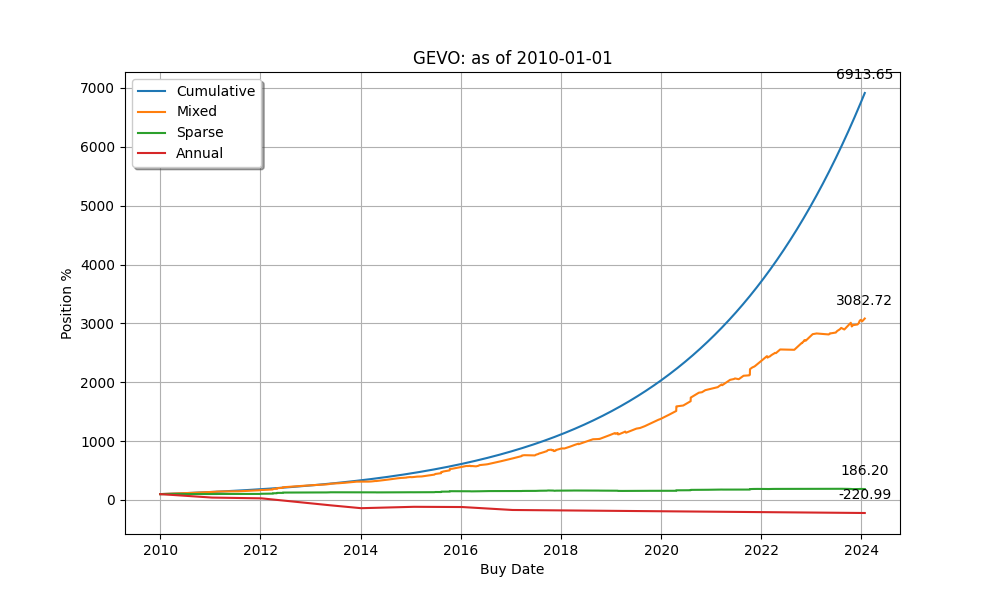 GEVO: as of 2010-01-01
6913.65
7000
Cumulative
Mixed
Sparse
Annual
6000
5000
4000
3082.72
3000
2000
1000
186.20
-220.99
0
Position %
2010 2012 2014 2016 2018 2020 2022 2024
Buy Date